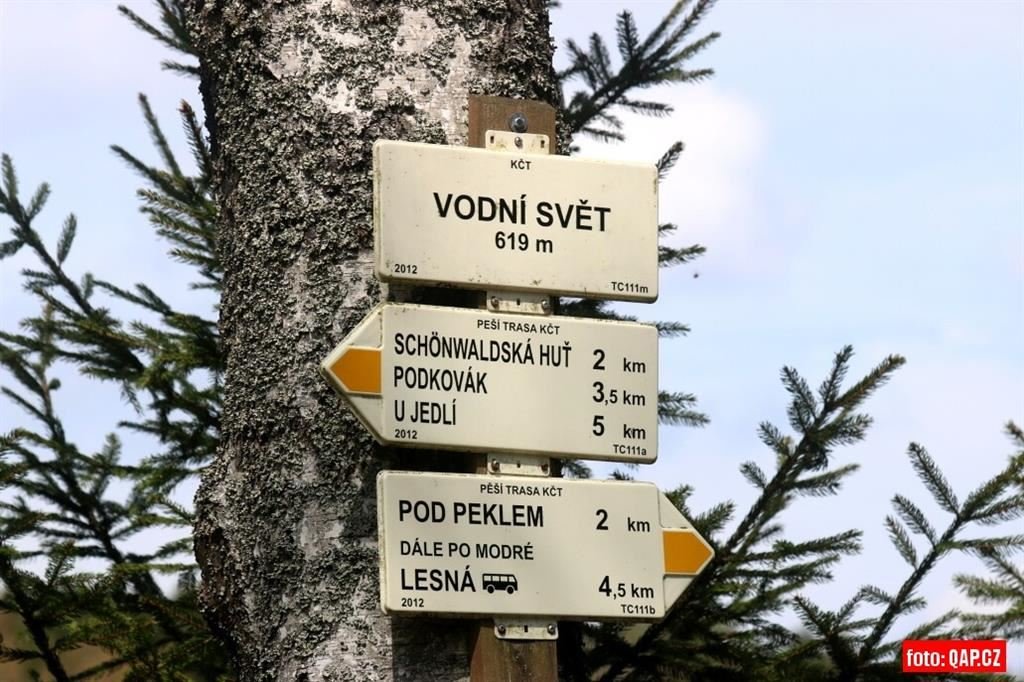 KČT
VODNÍ SVĚT
619 m
2012 TC111m
PEŠÍ TRASA KČT
SCHÖNWALDSKÁ HUŤ 2 km
PODKOVÁK 3,5 km
U JEDLÍ 5 km
2012 TC111a
PĚŠÍ TRASA KČT
POD PEKLEM 2 km
DÁLE PO MODRÉ
LESNÁ 4,5 km
2012 TC111b
foto: QAP.CZ